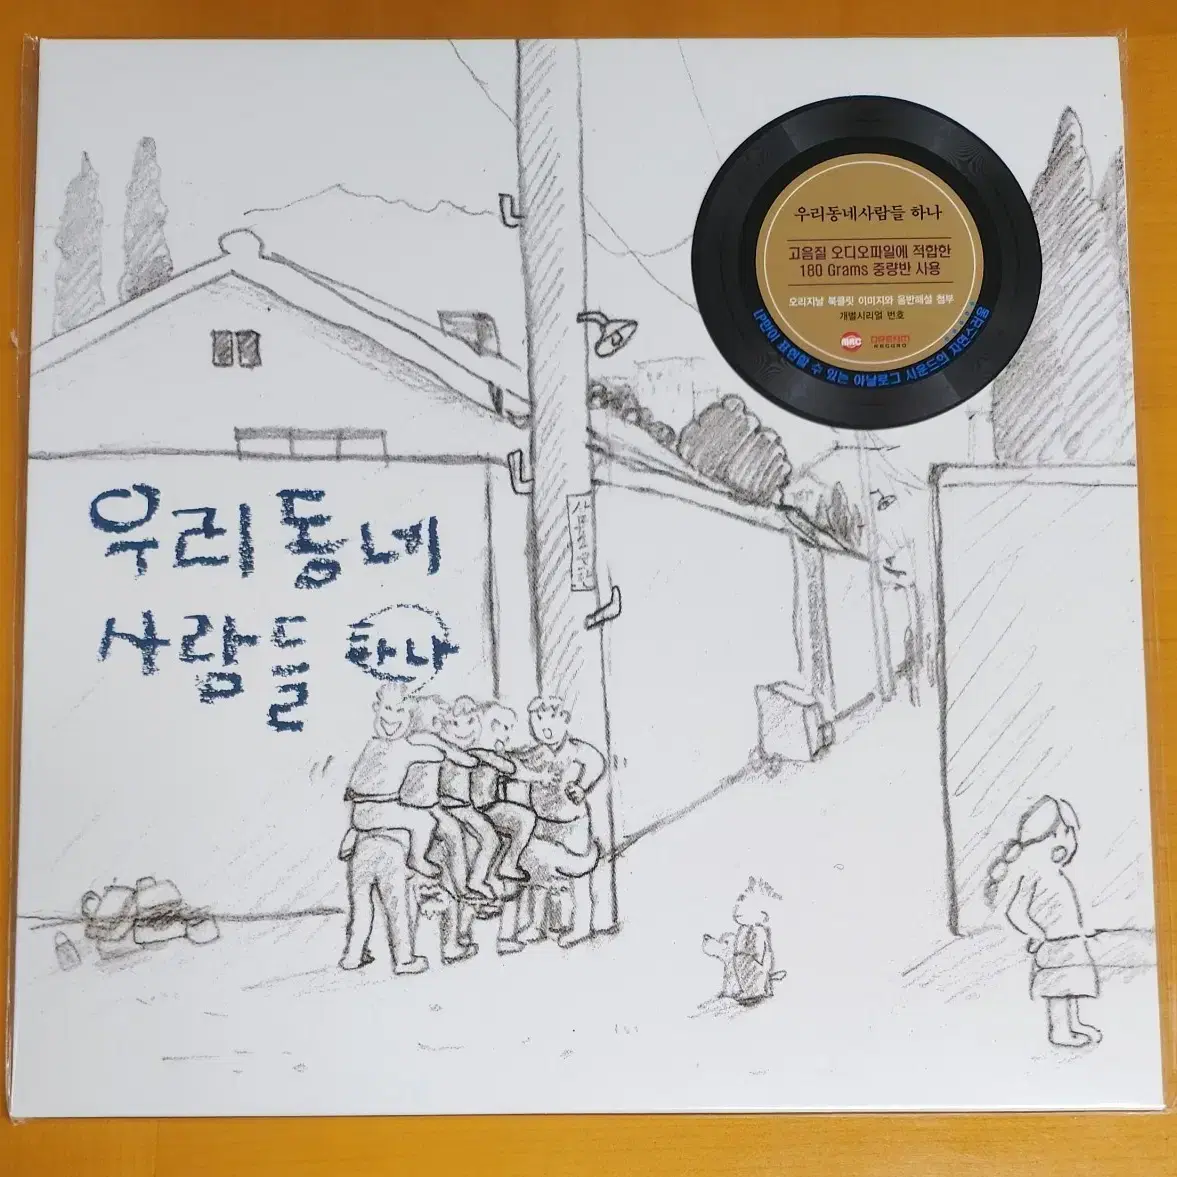 우리동네
사람들 하나
우리동네사람들 하나
고음질 오디오파일에 적합한
180 Grams 중량반 사용
오리지날 북클릿 이미지와 음반해설 첨부
개별시리얼 번호
MRC
RECORD
LP만이 표현할 수 있는 아날로그 사운드의 자연스러움